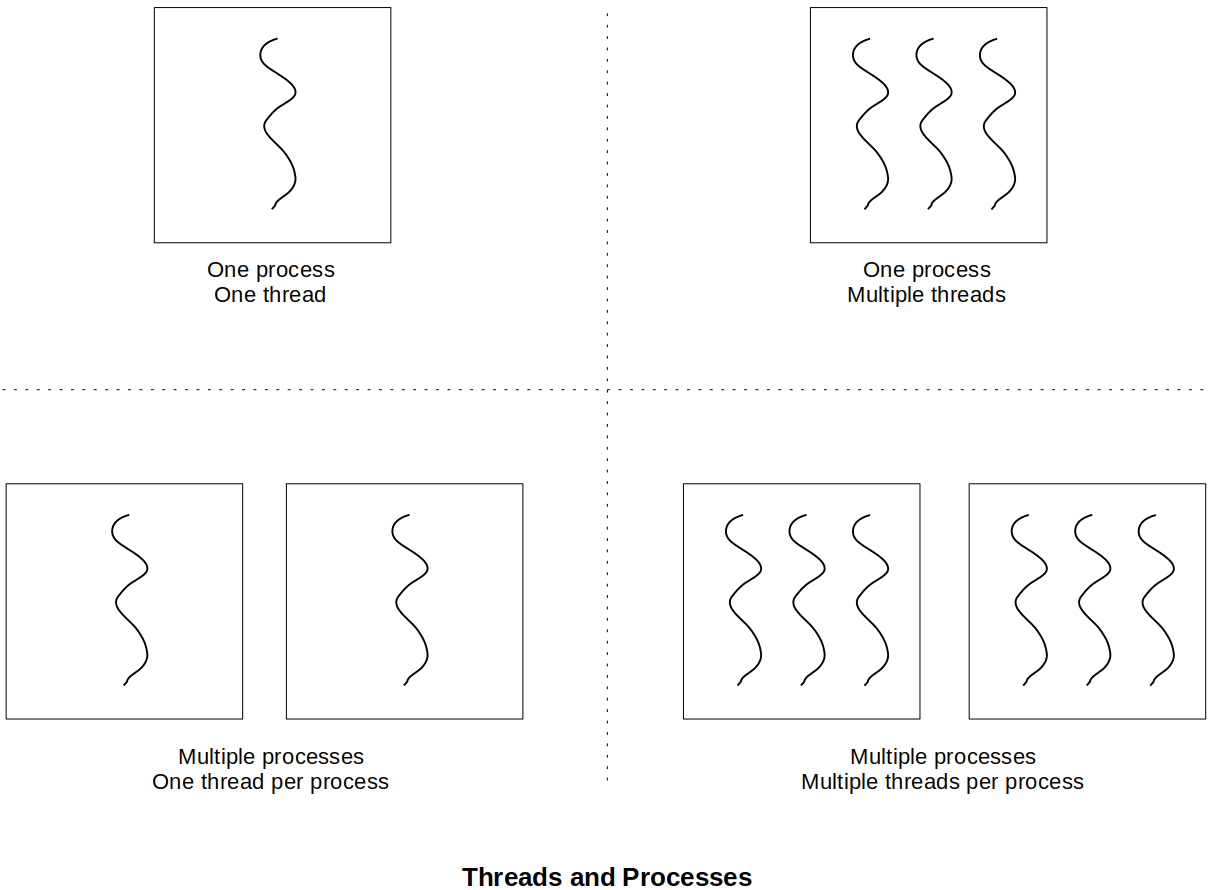 One process
One thread
One process
Multiple threads
Multiple processes
One thread per process
Multiple processes
Multiple threads per process
Threads and Processes